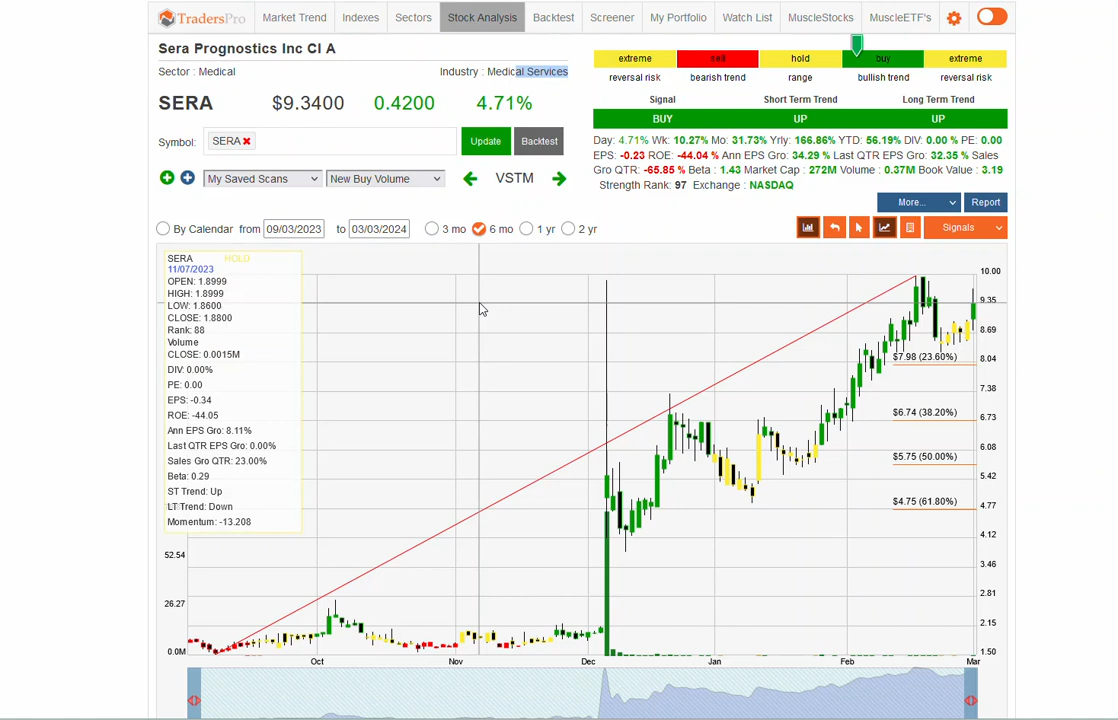 TradersPro Market Trend Indexes Sectors Stock Analysis Backtest Screener My Portfolio Watch List MuscleStocks MuscleETF's
Sera Prognostics Inc Cl A
Sector : Medical Industry : Medical Services
extreme sell hold buy extreme
reversal risk bearish trend range bullish trend reversal risk
SERA $9.3400 0.4200 4.71%
Signal Short Term Trend Long Term Trend
BUY UP UP
Symbol: SERA Update Backtest
Day: 4.71% Wk: 10.27% Mo: 31.73% Yrly: 166.86% YTD: 56.19% DIV: 0.00 % PE: 0.00
EPS: -0.23 ROE: -44.04 % Ann EPS Gro: 34.29 % Last QTR EPS Gro: 32.35 % Sales
Gro QTR: -65.85 % Beta : 1.43 Market Cap : 272M Volume : 0.37M Book Value : 3.19
Strength Rank: 97 Exchange : NASDAQ
My Saved Scans New Buy Volume VSTM
More... Report
By Calendar from 09/03/2023 to 03/03/2024 3 mo 6 mo 1 yr 2 yr Signals
SERA HOLD
11/07/2023
OPEN: 1.8999
HIGH: 1.8999
LOW: 1.8600
CLOSE: 1.8800
Rank: 88
Volume
CLOSE: 0.0015M
DIV: 0.00%
PE: 0.00
EPS: -0.34
ROE: -44.05
Ann EPS Gro: 8.11%
Last QTR EPS Gro: 0.00%
Sales Gro QTR: 23.00%
Beta: 0.29
ST Trend: Up
LT Trend: Down
Momentum: -13.208
52.54
26.27
0.0M
$7.98 (23.60%)
$6.74 (38.20%)
$5.75 (50.00%)
$4.75 (61.80%)
10.00
9.35
8.69
8.04
7.38
6.73
6.08
5.42
4.77
4.12
3.46
2.81
2.15
1.50
Oct Nov Dec Jan Feb Mar